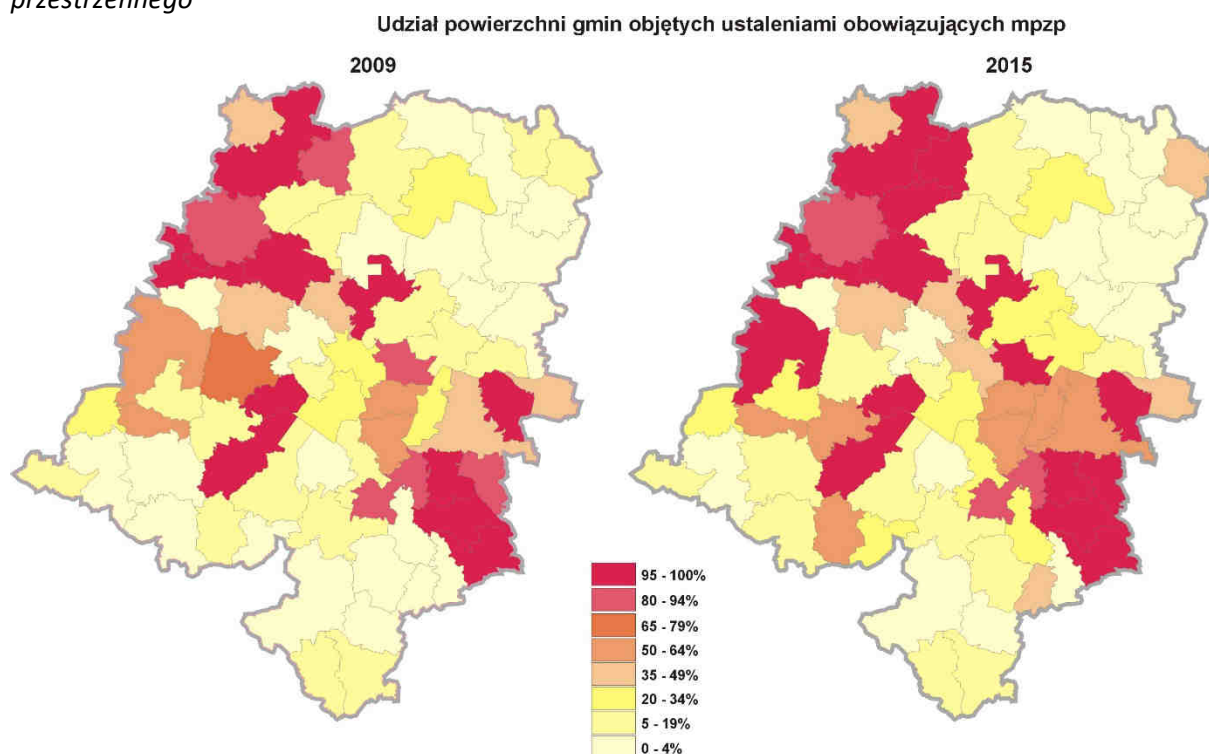 przestrzennego
Udział powierzchni gmin objętych ustaleniami obowiązujących mpzp
2009
2015
95 - 100%
80 - 94%
65 - 79%
50 - 64%
35 - 49%
20 - 34%
5 - 19%
0 - 4%